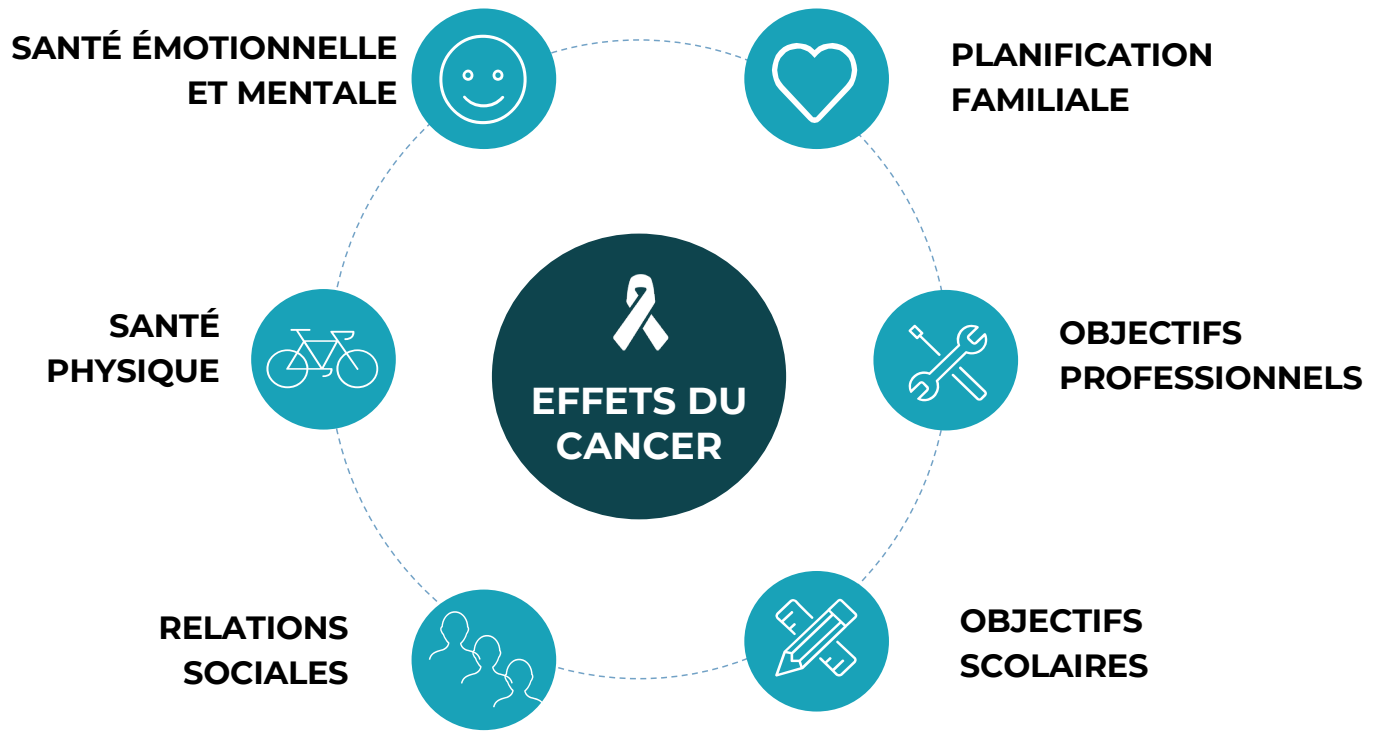 SANTÉ ÉMOTIONNELLE
ET MENTALE
PLANIFICATION
FAMILIALE
SANTÉ
PHYSIQUE
EFFETS DU
CANCER
OBJECTIFS
PROFESSIONNELS
RELATIONS
SOCIALES
OBJECTIFS
SCOLAIRES